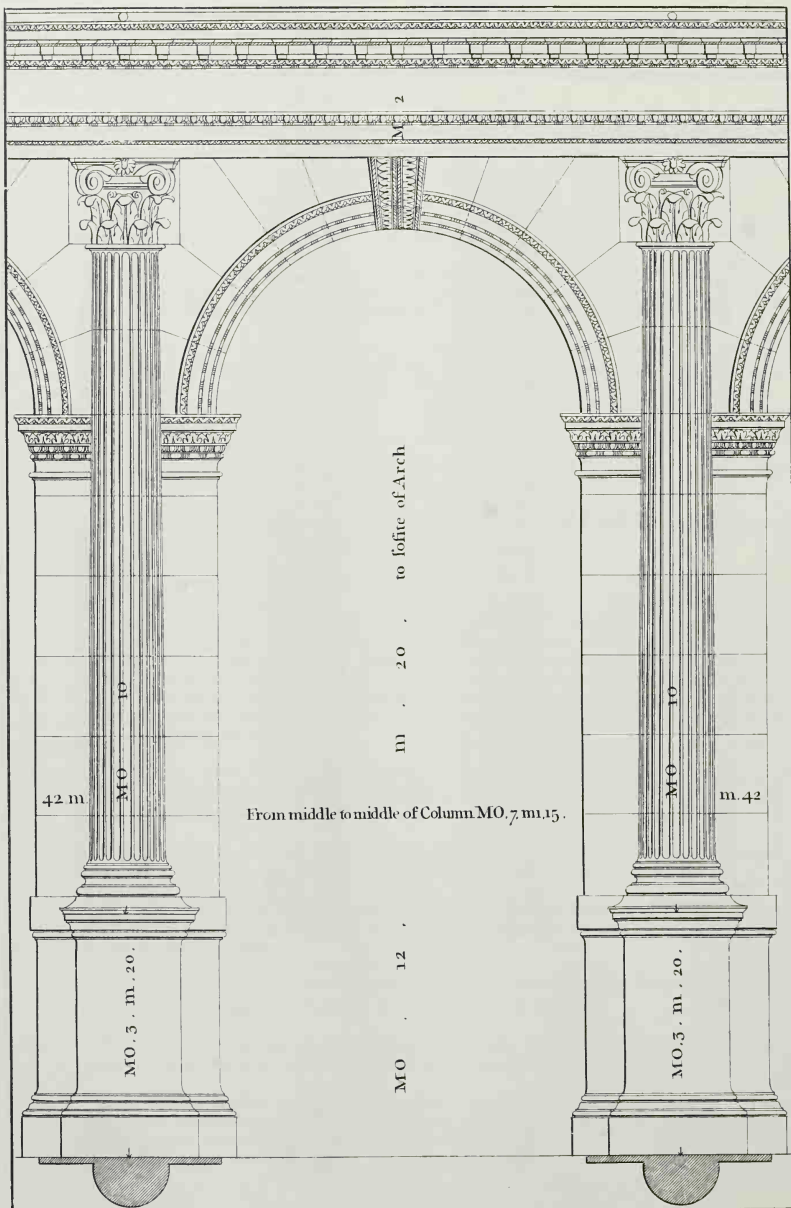 M 2
MO 10
MO 10
42 m.
m. 42
MO . 12 . m . 20 . to ſofite of Arch
From middle to middle of Column MO. 7. m1,15.
MO. 3 . m . 20 .
MO. 3 . m . 20 .